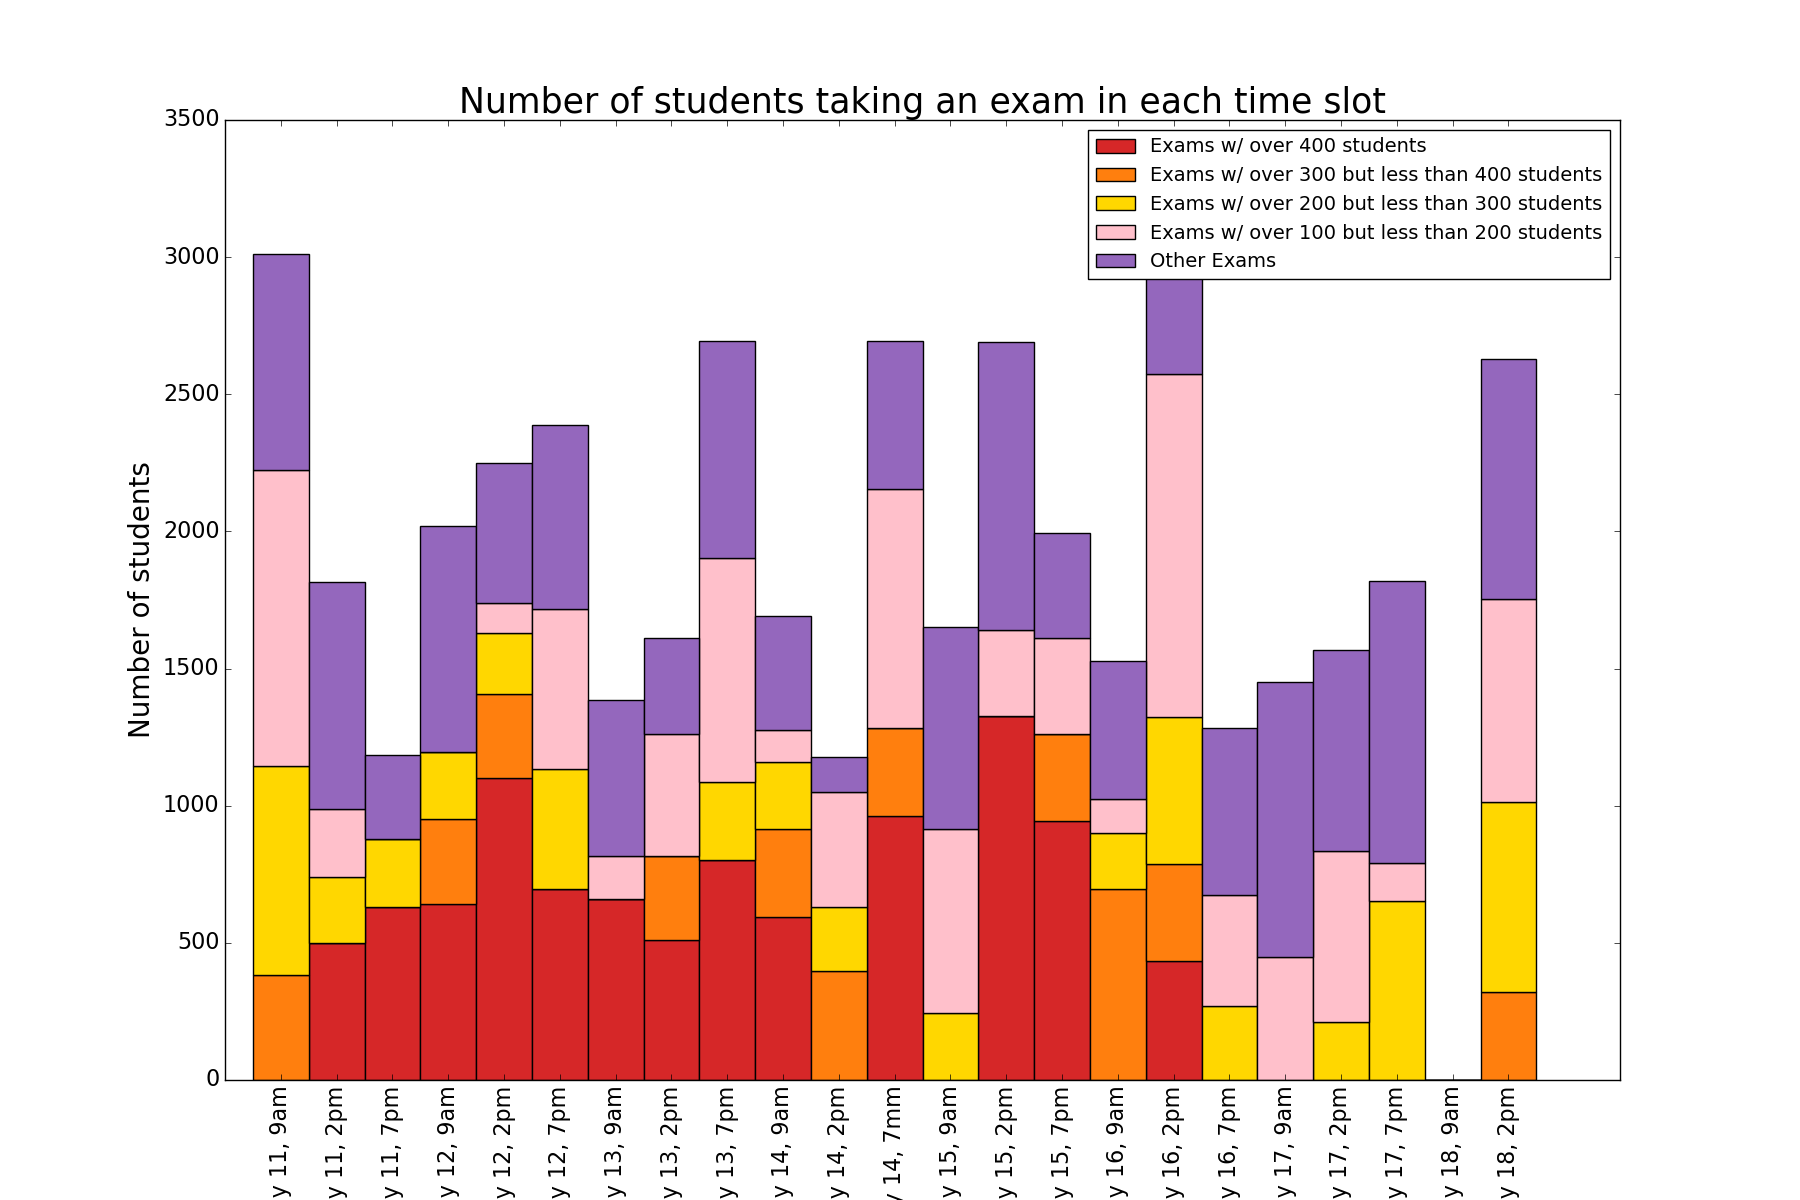 Number of students taking an exam in each time slot
Exams w/ over 400 students
Exams w/ over 300 but less than 400 students
Exams w/ over 200 but less than 300 students
Exams w/ over 100 but less than 200 students
Other Exams
Number of students
3500
3000
2500
2000
1500
1000
500
0
y 11, 9am
y 11, 2pm
y 11, 7pm
y 12, 9am
y 12, 2pm
y 12, 7pm
y 13, 9am
y 13, 2pm
y 13, 7pm
y 14, 9am
y 14, 2pm
y 14, 7mm
y 15, 9am
y 15, 2pm
y 15, 7pm
y 16, 9am
y 16, 2pm
y 16, 7pm
y 17, 9am
y 17, 2pm
y 17, 7pm
y 18, 9am
y 18, 2pm